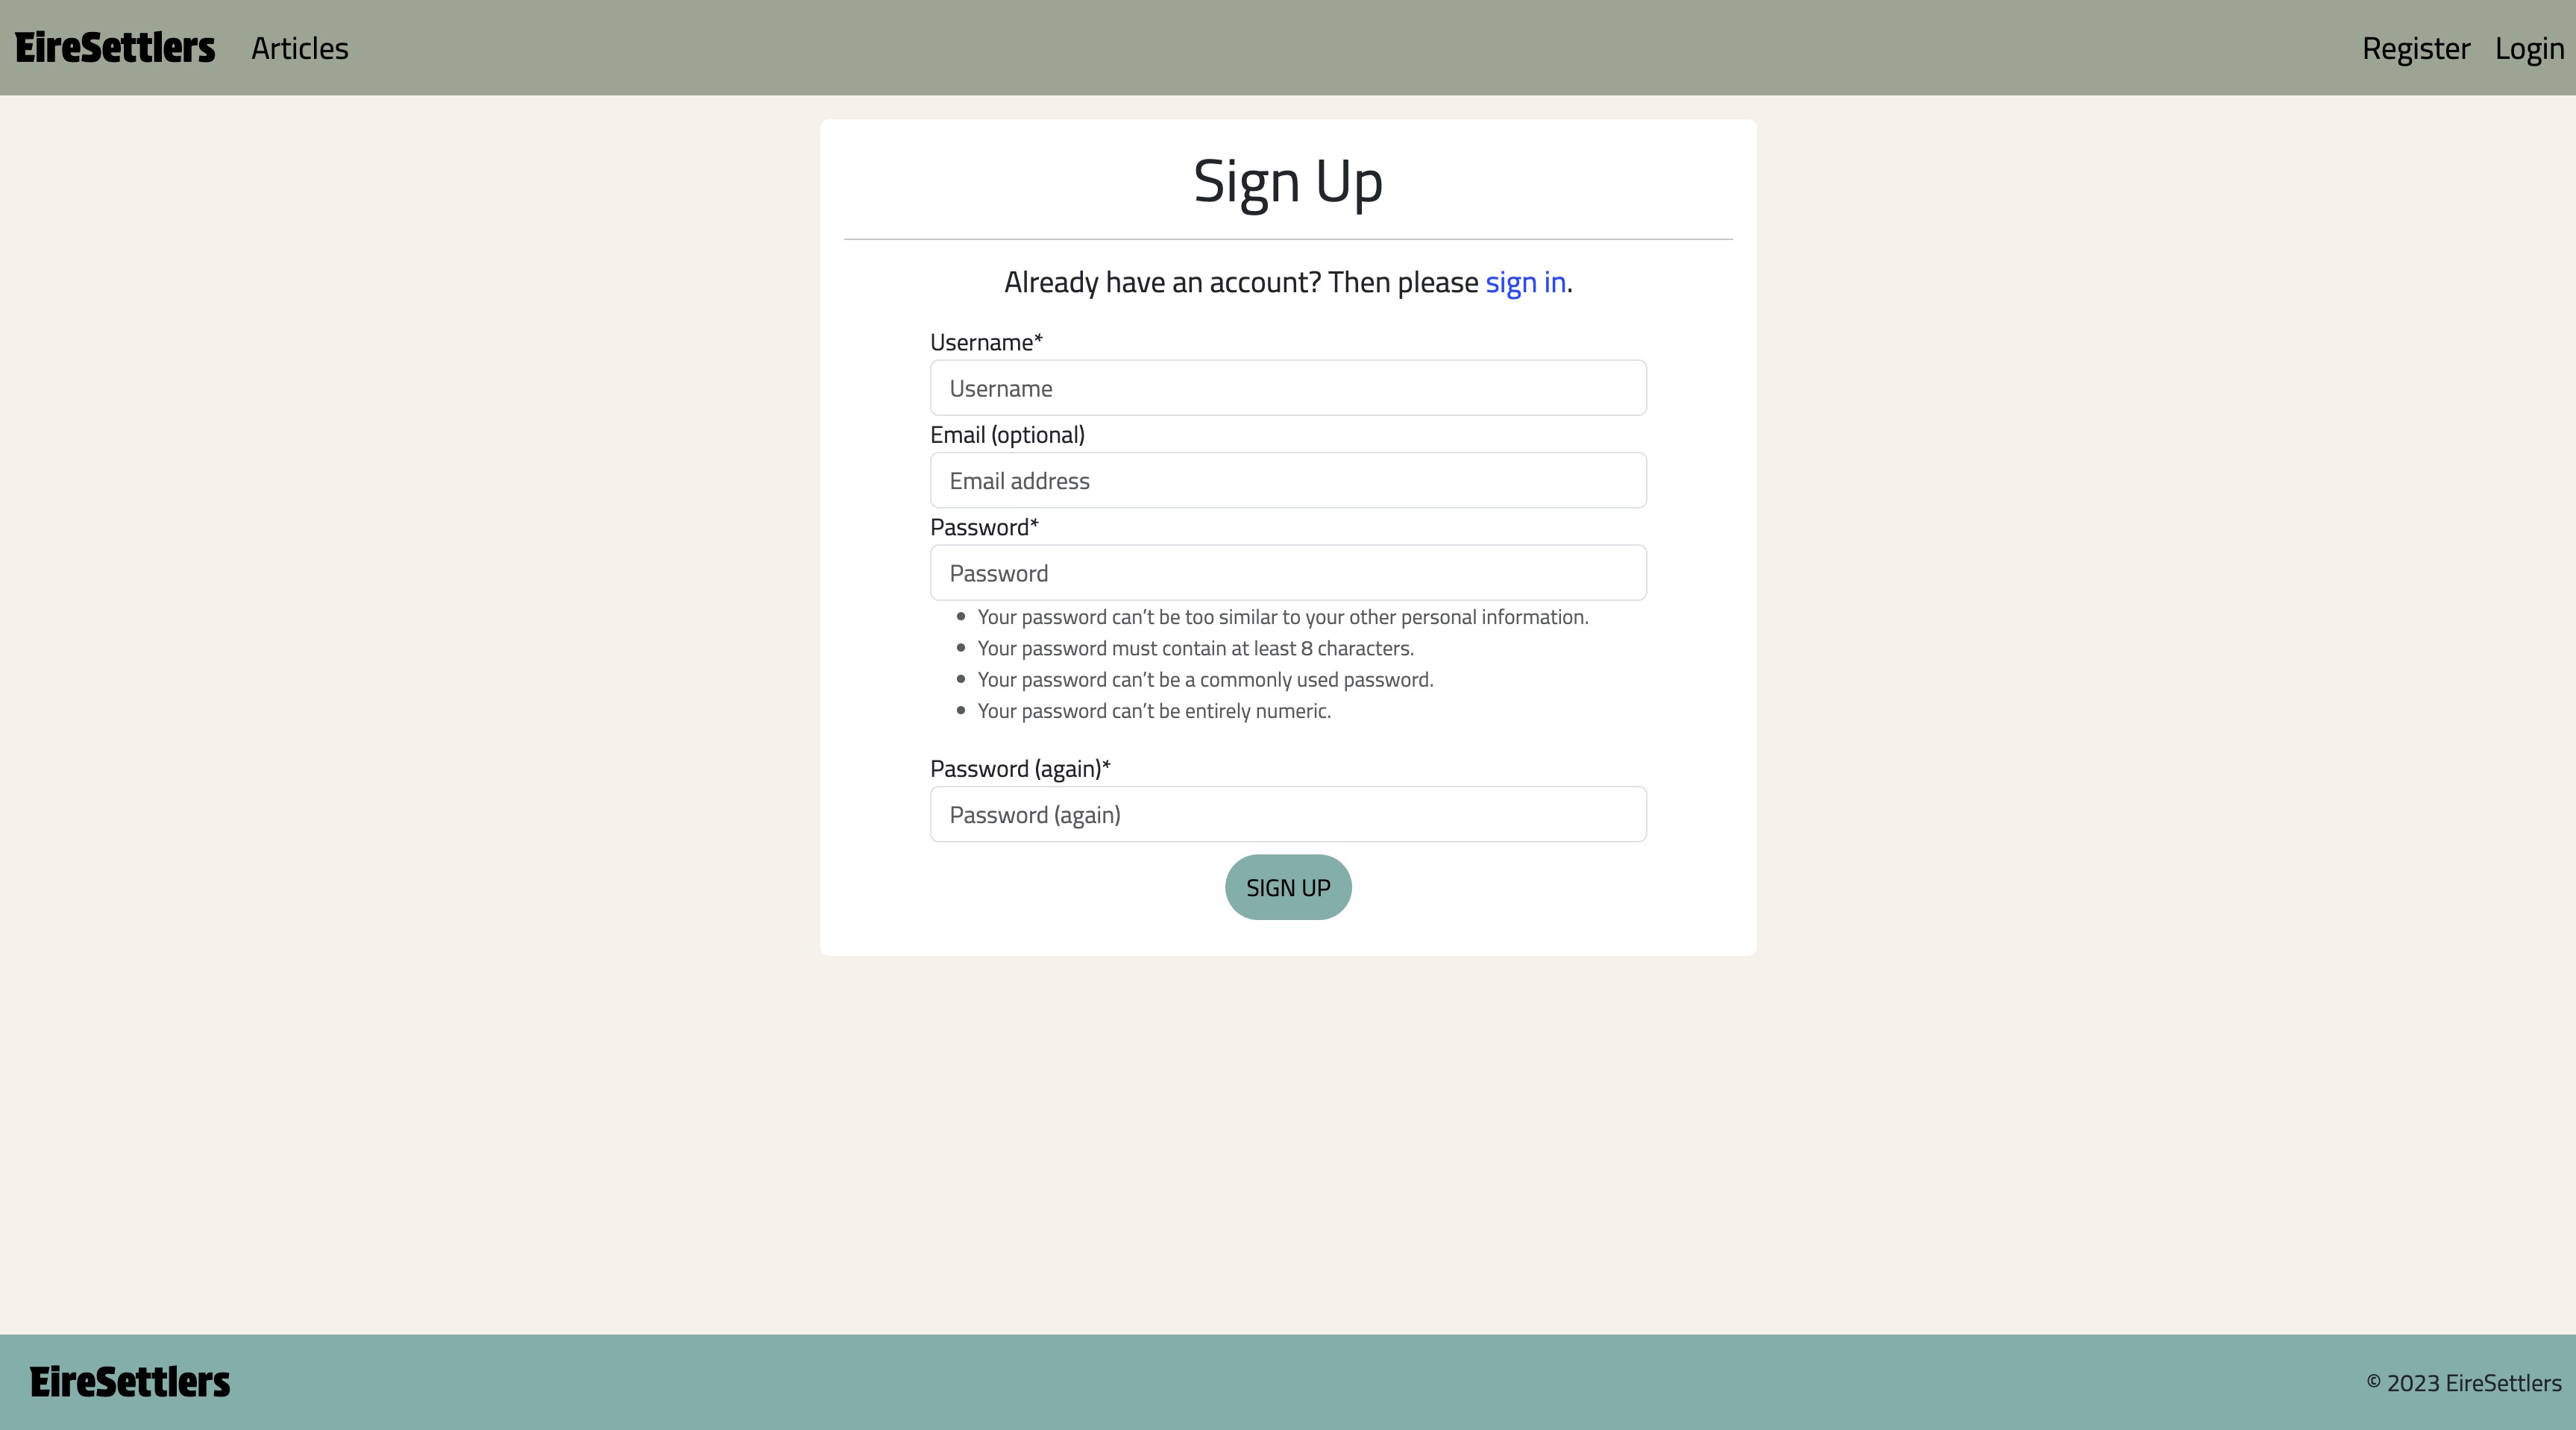 EireSettlers Articles Register Login
Sign Up
Already have an account? Then please sign in.
Username*
Username
Email (optional)
Email address
Password*
Password
• Your password can’t be too similar to your other personal information.
• Your password must contain at least 8 characters.
• Your password can’t be a commonly used password.
• Your password can’t be entirely numeric.
Password (again)*
Password (again)
SIGN UP
EireSettlers © 2023 EireSettlers